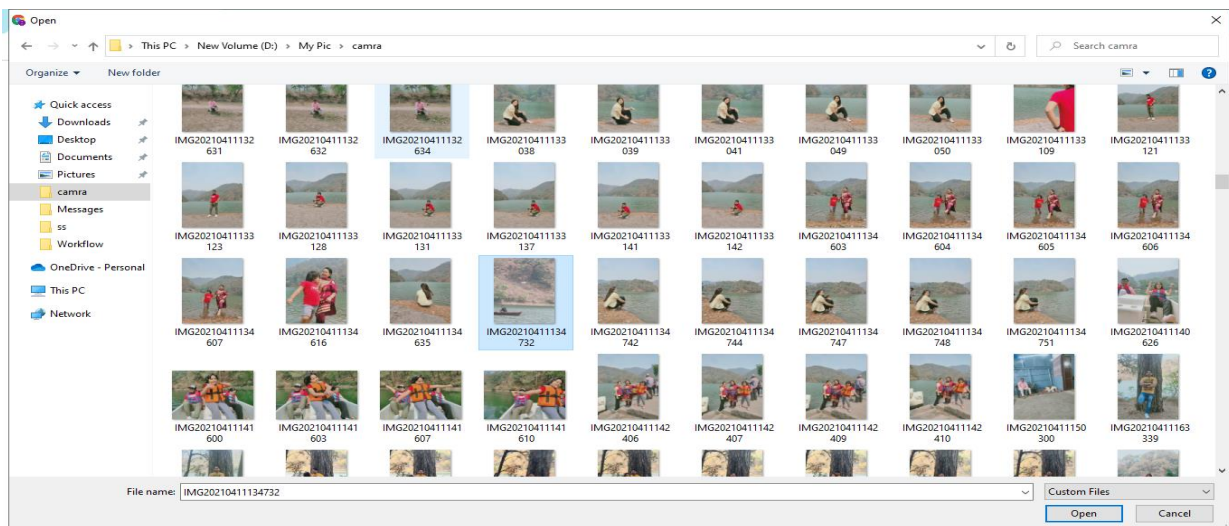 Open
This PC > New Volume (D:) > My Pic > camra
Search camra
Organize
New folder
Quick access
Downloads
Desktop
Documents
Pictures
camra
Messages
ss
Workflow
OneDrive - Personal
This PC
Network
IMG20210411132 IMG20210411132 IMG20210411132 IMG20210411133 IMG20210411133 IMG20210411133 IMG20210411133 IMG20210411133 IMG20210411133 IMG20210411133
631 632 634 038 039 041 049 050 109 121
IMG20210411133 IMG20210411133 IMG20210411133 IMG20210411133 IMG20210411133 IMG20210411133 IMG20210411134 IMG20210411134 IMG20210411134 IMG20210411134
123 128 131 137 141 142 603 604 605 606
IMG20210411134 IMG20210411134 IMG20210411134 IMG20210411134 IMG20210411134 IMG20210411134 IMG20210411134 IMG20210411134 IMG20210411134 IMG20210411140
607 616 635 732 742 744 747 748 751 626
IMG20210411141 IMG20210411141 IMG20210411141 IMG20210411141 IMG20210411142 IMG20210411142 IMG20210411142 IMG20210411142 IMG20210411150 IMG20210411163
600 603 607 610 406 407 409 410 300 339
File name: IMG20210411134732
Custom Files
Open
Cancel